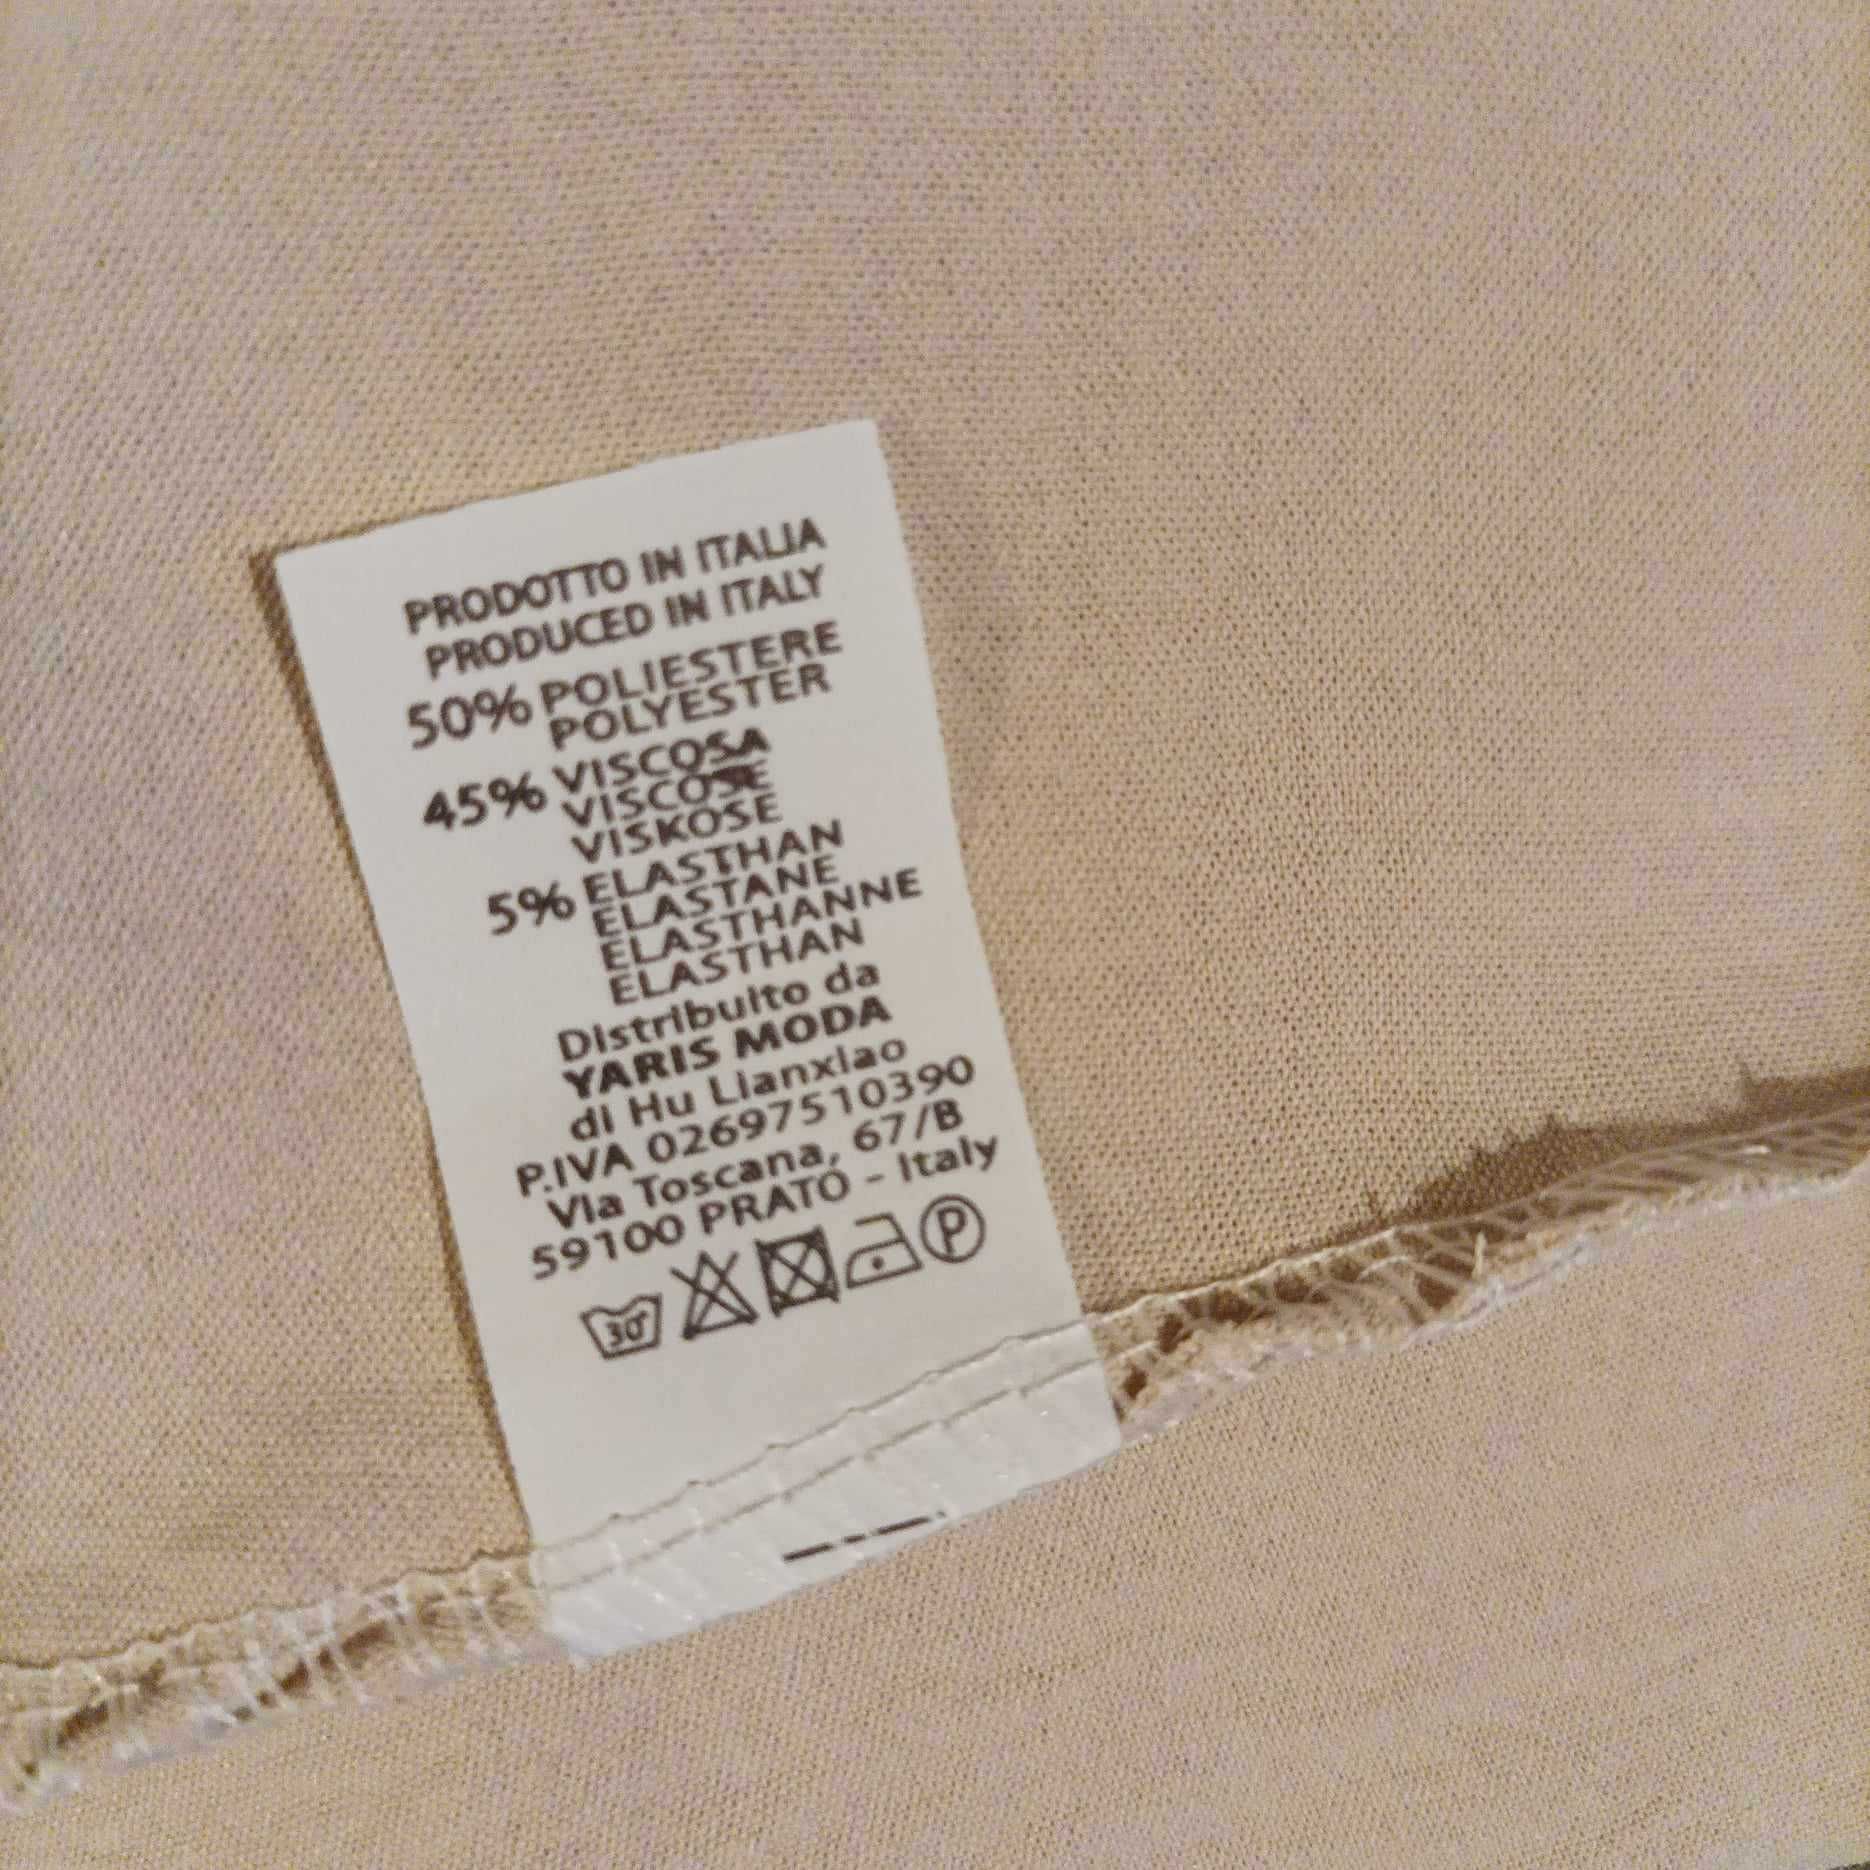 PRODOTTO IN ITALIA
PRODUCED IN ITALY
50% POLIESTERE
POLYESTER
45% VISCOSA
VISCOSE
VISKOSE
5% ELASTHAN
ELASTANE
ELASTHANNE
ELASTHAN
Distribuito da
YARIS MODA
di Hu Lianxiao
P.IVA 02697510390
Via Toscana, 67/B
59100 PRATO - Italy
30° P